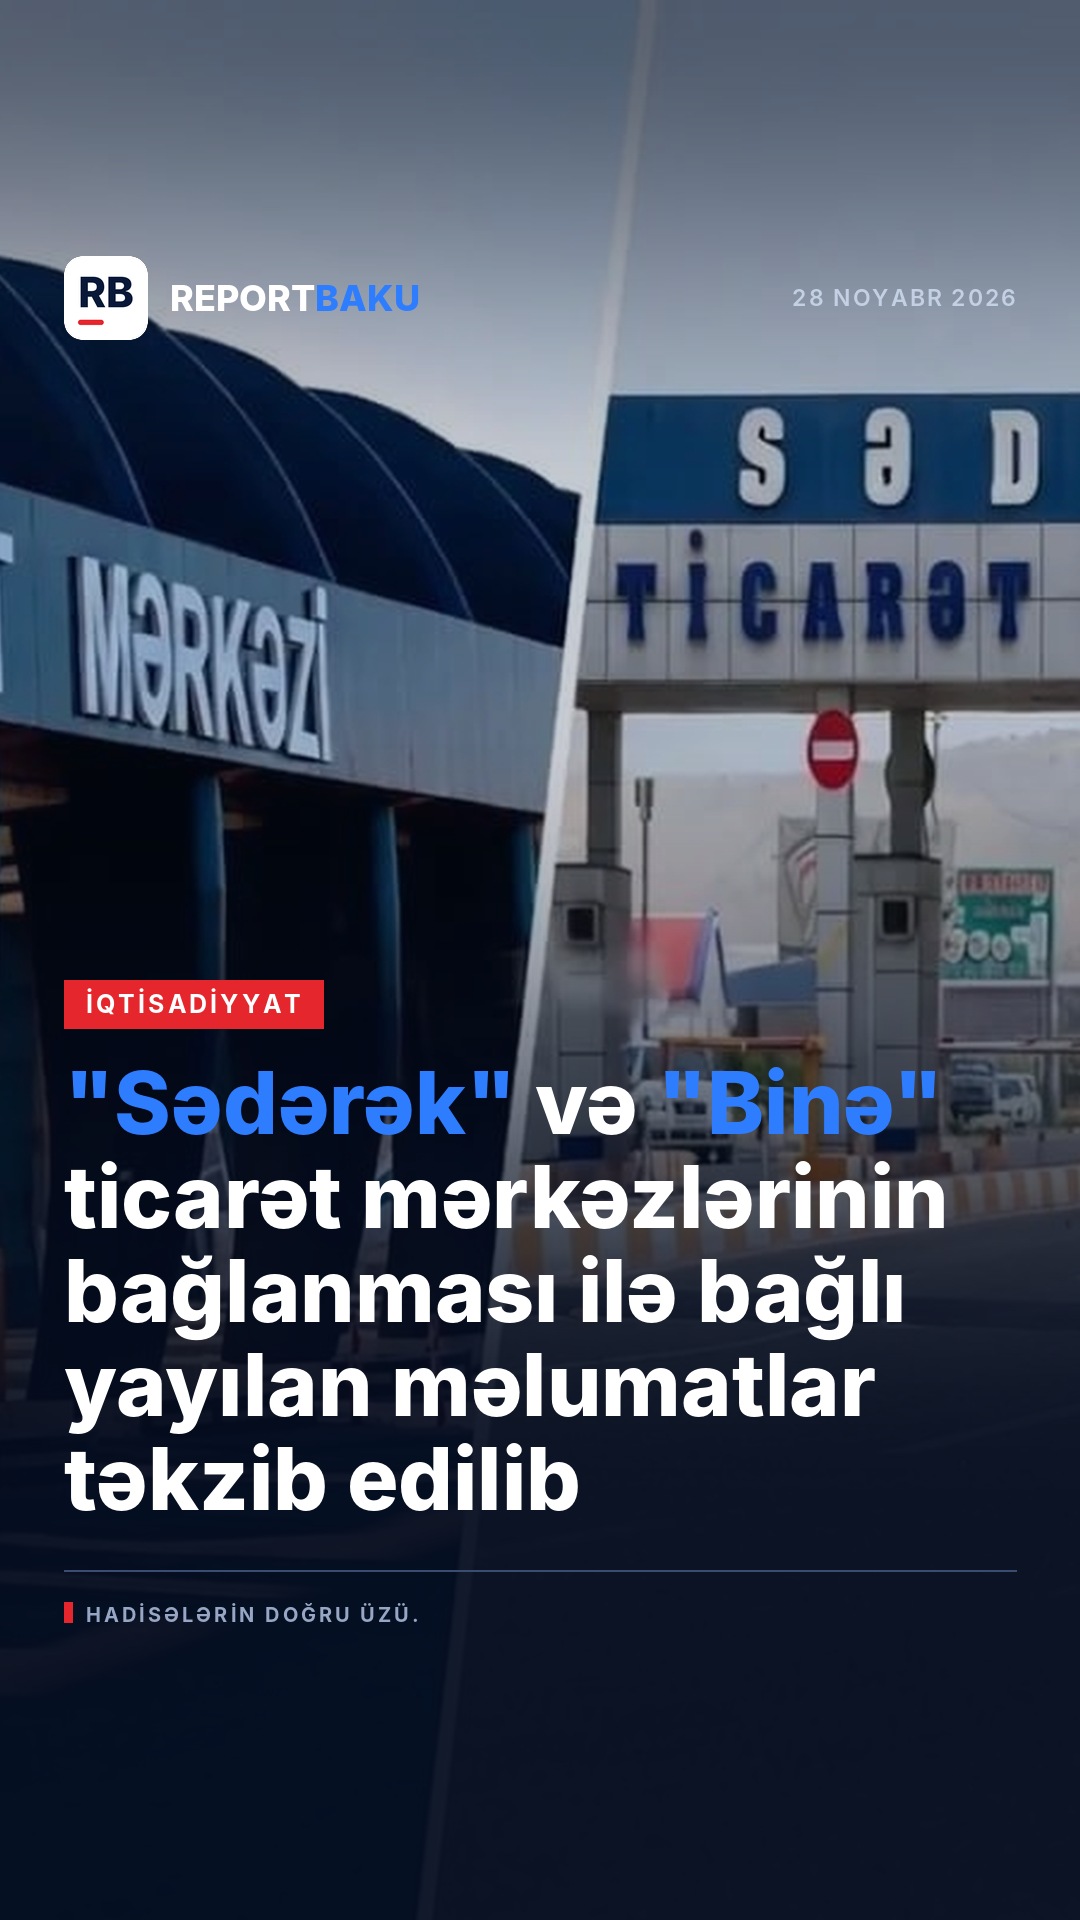 RB
REPORTBAKU
28 NOYABR 2026
MƏRKƏZİ
SƏD
TİCARƏT
İQTİSADİYYAT
"Sədərək" və "Binə"
ticarət mərkəzlərinin
bağlanması ilə bağlı
yayılan məlumatlar
təkzib edilib
HADİSƏLƏRİN DOĞRU ÜZÜ.